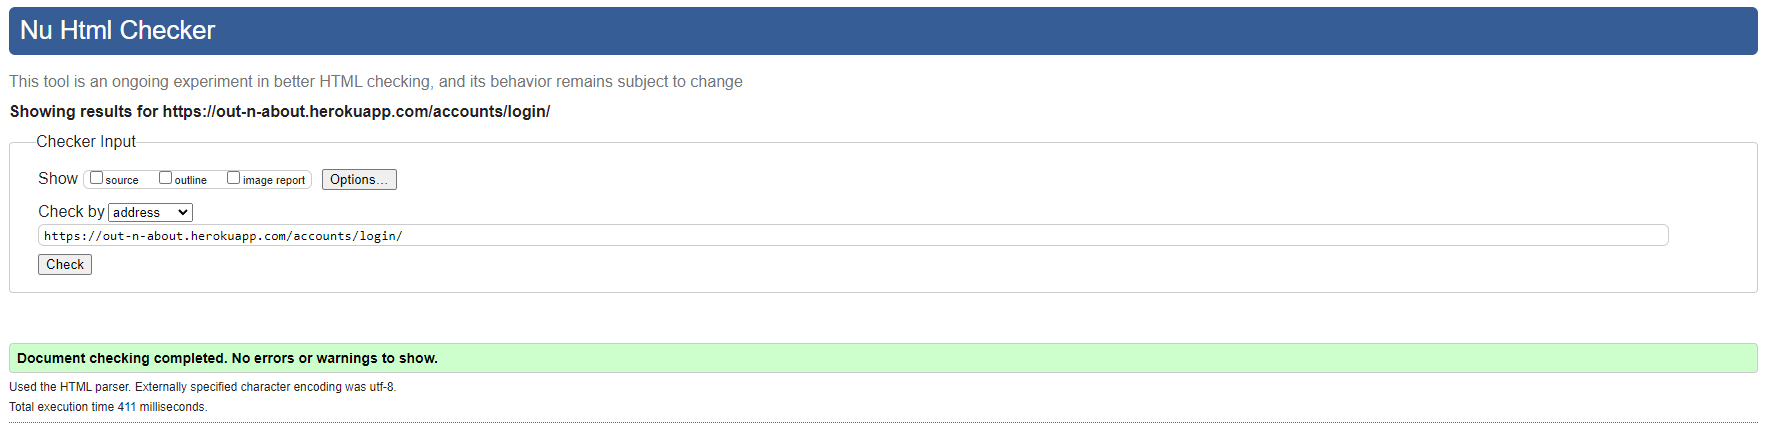 Nu Html Checker
This tool is an ongoing experiment in better HTML checking, and its behavior remains subject to change
Showing results for https://out-n-about.herokuapp.com/accounts/login/
Checker Input
Show source outline image report Options...
Check by address
https://out-n-about.herokuapp.com/accounts/login/
Check
Document checking completed. No errors or warnings to show.
Used the HTML parser. Externally specified character encoding was utf-8.
Total execution time 411 milliseconds.